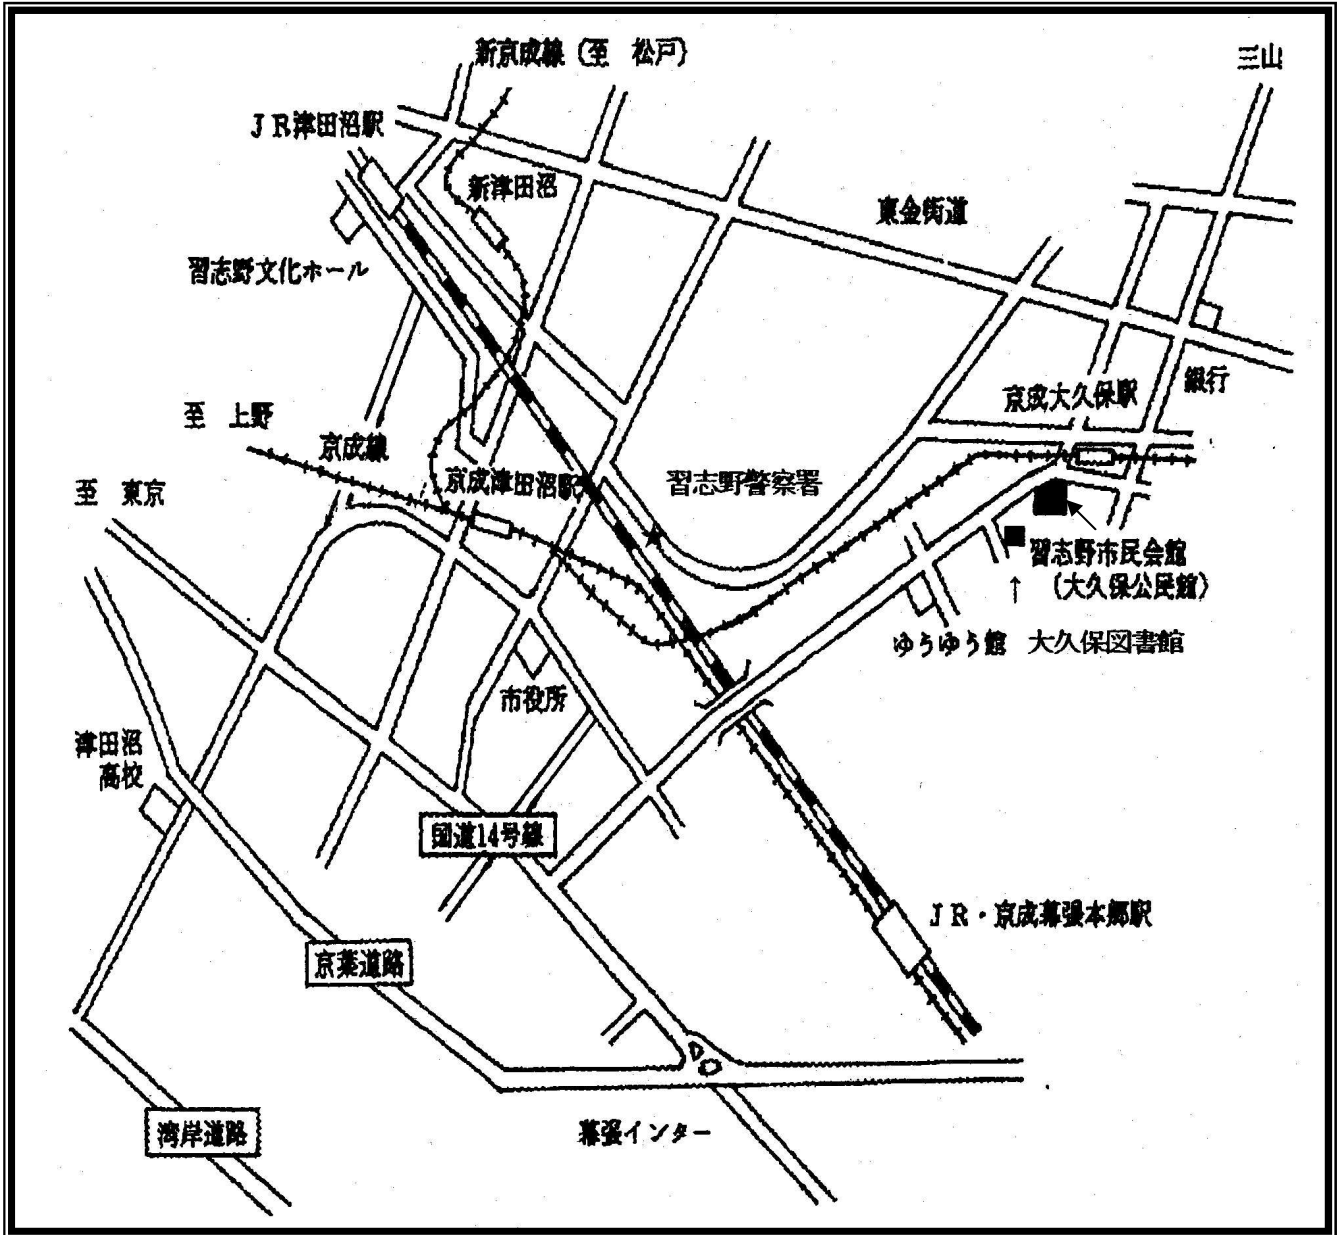 新京成線（至　松戸）
三山
ＪＲ津田沼駅
新津田沼
東金街道
習志野文化ホール
京成大久保駅
銀行
至　上野
京成線
京成津田沼駅
習志野警察署
至　東京
習志野市民会館
（大久保公民館）
↑
ゆうゆう館
大久保図書館
市役所
津田沼
高校
国道14号線
ＪＲ・京成幕張本郷駅
京葉道路
湾岸道路
幕張インター